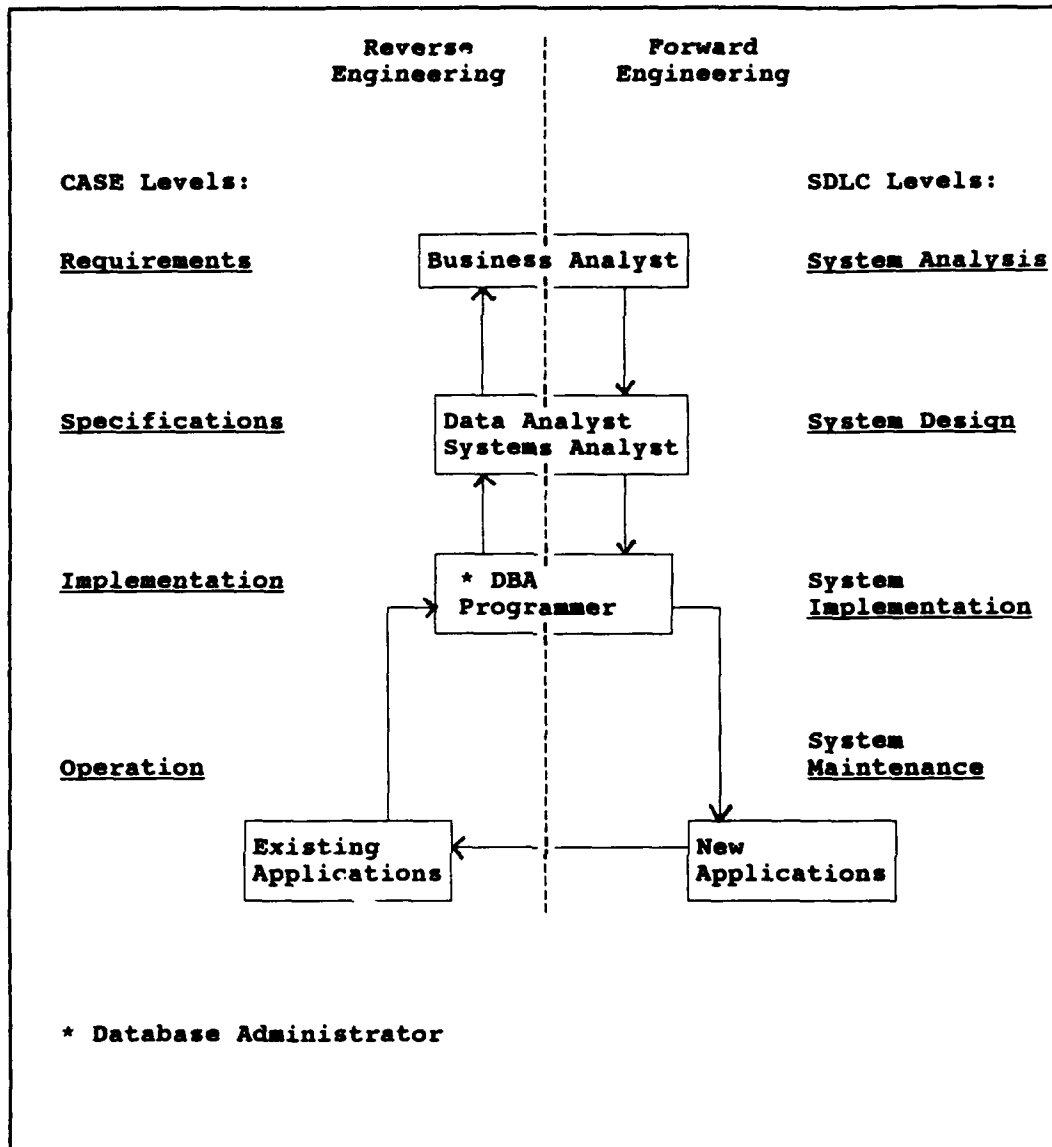 Reverse
Engineering
Forward
Engineering
CASE Levels:
SDLC Levels:
Requirements
Business Analyst
System Analysis
Specifications
Data Analyst
Systems Analyst
System Design
Implementation
* DBA
Programmer
System
Implementation
Operation
System
Maintenance
Existing
Applications
New
Applications
* Database Administrator